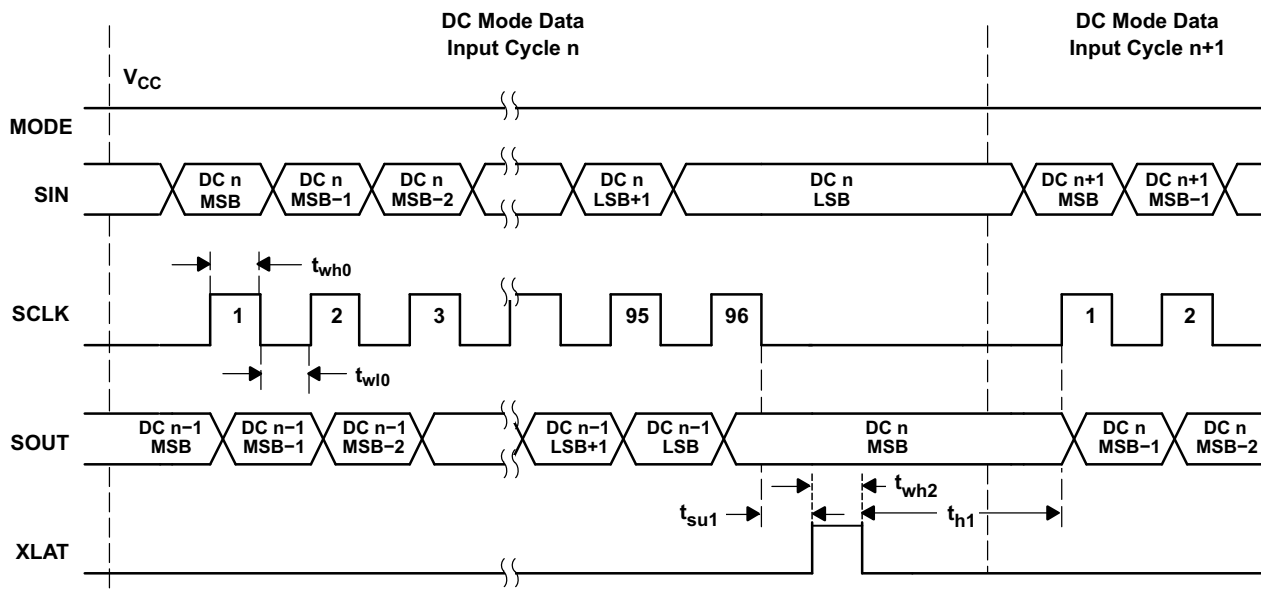 DC Mode Data
Input Cycle n
DC Mode Data
Input Cycle n+1
VCC
MODE
SIN
DC n
MSB
DC n
MSB−1
DC n
MSB−2
DC n
LSB+1
DC n
LSB
DC n+1
MSB
DC n+1
MSB−1
twh0
SCLK
1
2
3
95
96
1
2
twl0
SOUT
DC n−1
MSB
DC n−1
MSB−1
DC n−1
MSB−2
DC n−1
LSB+1
DC n−1
LSB
DC n
MSB
DC n
MSB−1
DC n
MSB−2
twh2
tsu1
th1
XLAT